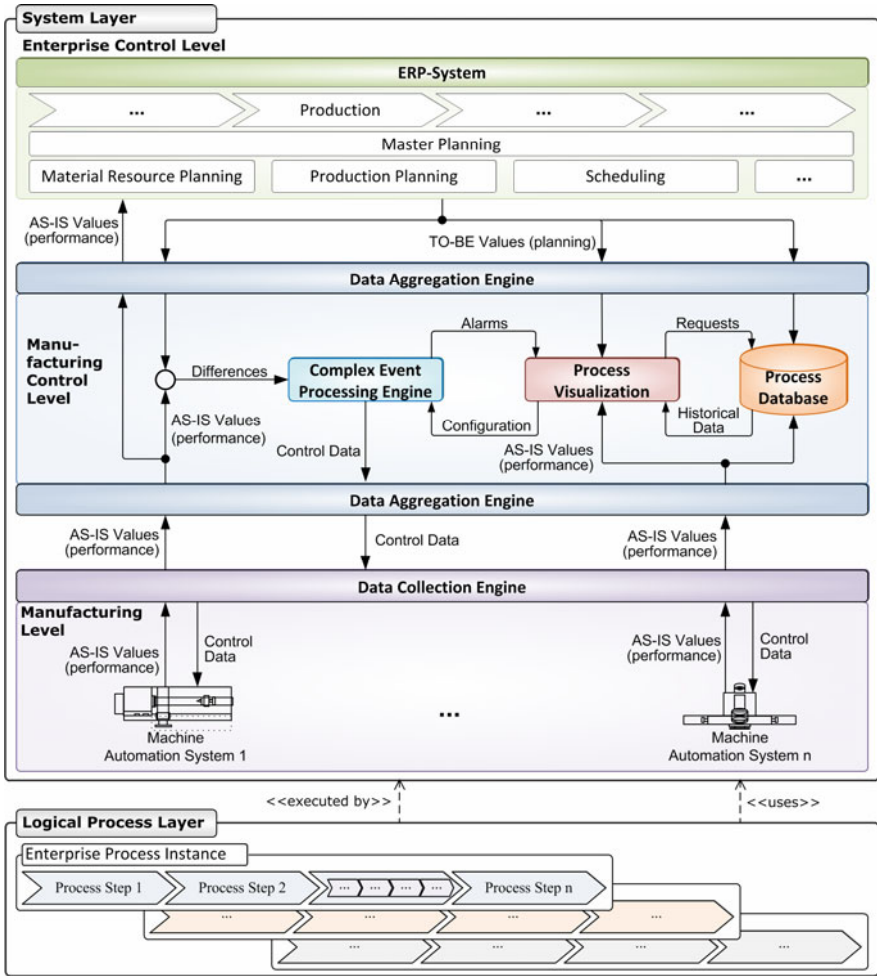 System Layer
Enterprise Control Level
ERP-System
...
Production
...
...
Master Planning
Material Resource Planning
Production Planning
Scheduling
...
AS-IS Values
(performance)
TO-BE Values (planning)
Data Aggregation Engine
Manu-
facturing
Control
Level
Differences
Complex Event
Processing Engine
Alarms
Configuration
Process
Visualization
Requests
Historical
Data
Process
Database
AS-IS Values
(performance)
Control Data
AS-IS Values
(performance)
Data Aggregation Engine
AS-IS Values
(performance)
Control Data
AS-IS Values
(performance)
Data Collection Engine
Manufacturing
Level
AS-IS Values
(performance)
Control
Data
AS-IS Values
(performance)
Control
Data
...
Machine
Automation System 1
Machine
Automation System n
<<executed by>>
<<uses>>
Logical Process Layer
Enterprise Process Instance
Process Step 1
Process Step 2
... ... ... ...
Process Step n
... ... ... ...
... ... ... ...